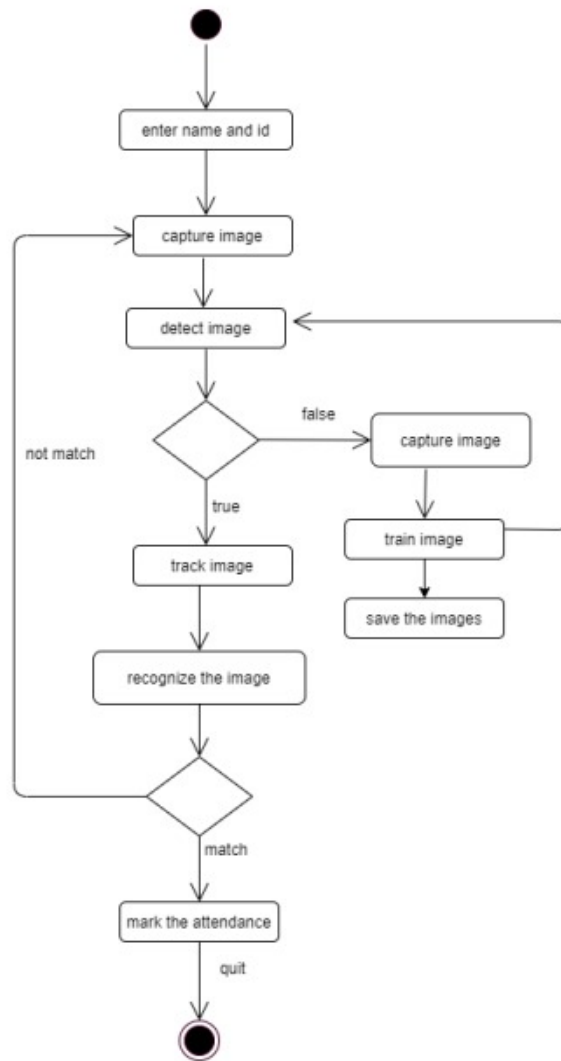 enter name and id
capture image
detect image
false
capture image
not match
true
train image
track image
save the images
recognize the image
match
mark the attendance
quit